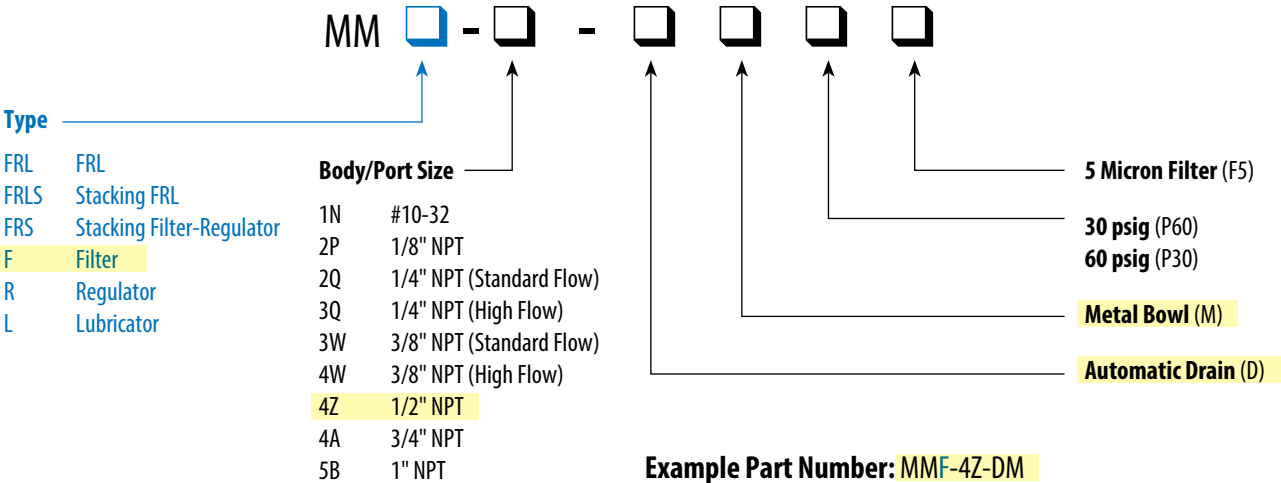 MM - -
Type
FRL FRL
FRLS Stacking FRL
FRS Stacking Filter-Regulator
F Filter
R Regulator
L Lubricator
Body/Port Size
1N #10-32
2P 1/8" NPT
2Q 1/4" NPT (Standard Flow)
3Q 1/4" NPT (High Flow)
3W 3/8" NPT (Standard Flow)
4W 3/8" NPT (High Flow)
4Z 1/2" NPT
4A 3/4" NPT
5B 1" NPT
5 Micron Filter (F5)
30 psig (P60)
60 psig (P30)
Metal Bowl (M)
Automatic Drain (D)
Example Part Number: MMF-4Z-DM